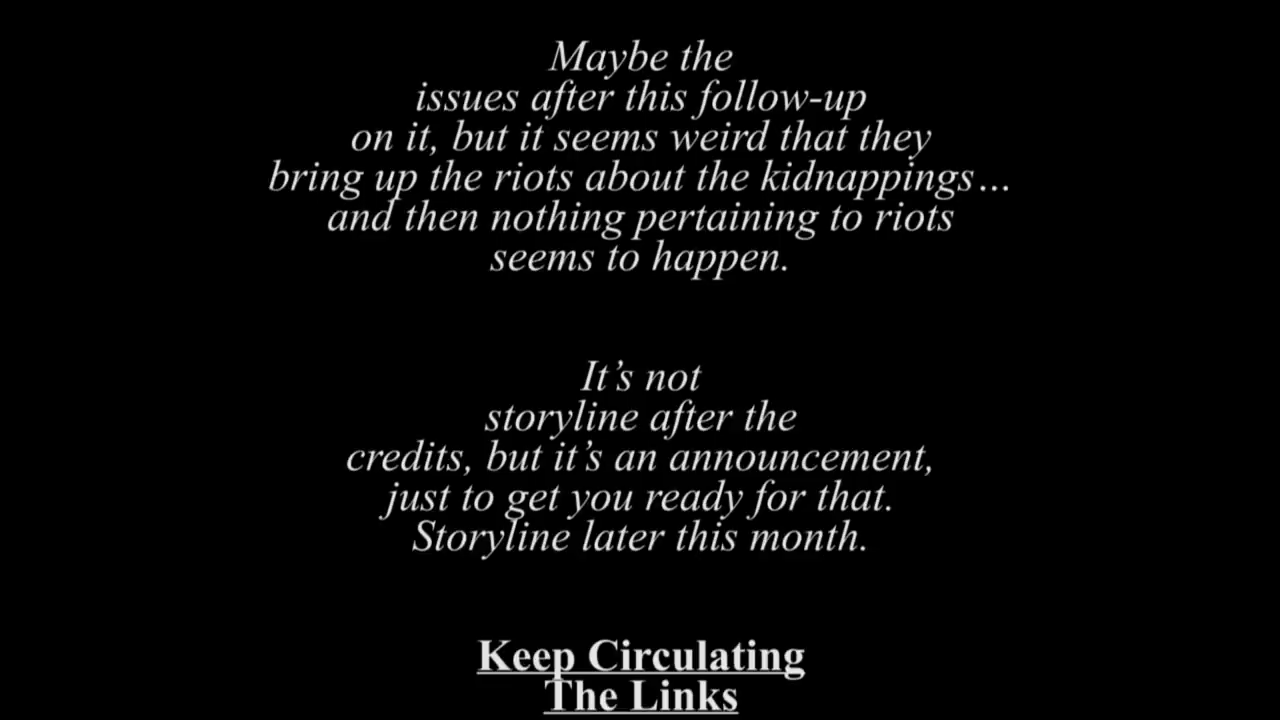 Maybe the
issues after this follow-up
on it, but it seems weird that they
bring up the riots about the kidnappings…
and then nothing pertaining to riots
seems to happen.
It’s not
storyline after the
credits, but it’s an announcement,
just to get you ready for that.
Storyline later this month.
Keep Circulating
The Links